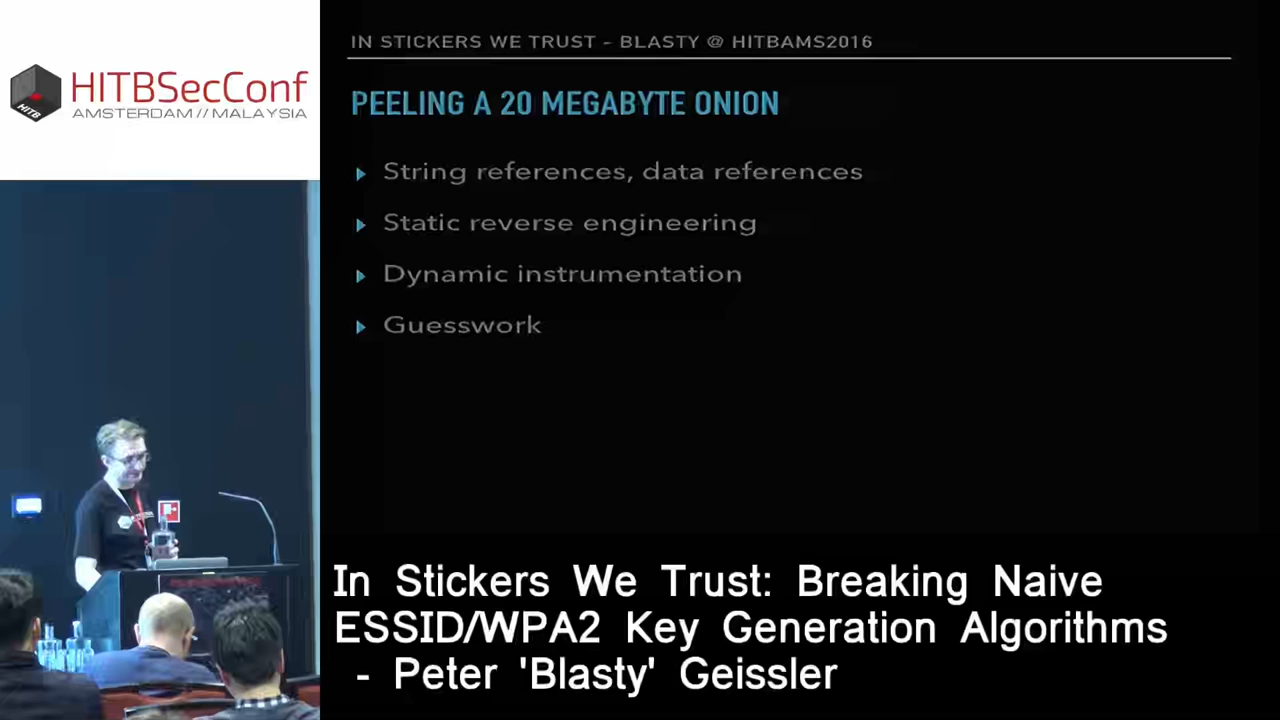 HITBSecConf
AMSTERDAM // MALAYSIA
HITB
IN STICKERS WE TRUST - BLASTY @ HITBAMS2016
PEELING A 20 MEGABYTE ONION
String references, data references
Static reverse engineering
Dynamic instrumentation
Guesswork
In Stickers We Trust: Breaking Naive
ESSID/WPA2 Key Generation Algorithms
- Peter 'Blasty' Geissler